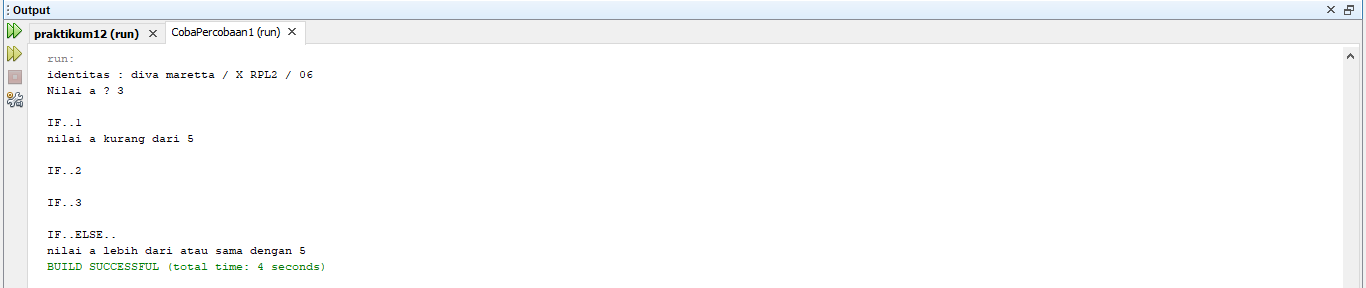 Output
praktikum12 (run) CobaPercobaan1 (run)
run:
identitas : diva maretta / X RPL2 / 06
Nilai a ? 3
IF..1
nilai a kurang dari 5
IF..2
IF..3
IF..ELSE..
nilai a lebih dari atau sama dengan 5
BUILD SUCCESSFUL (total time: 4 seconds)